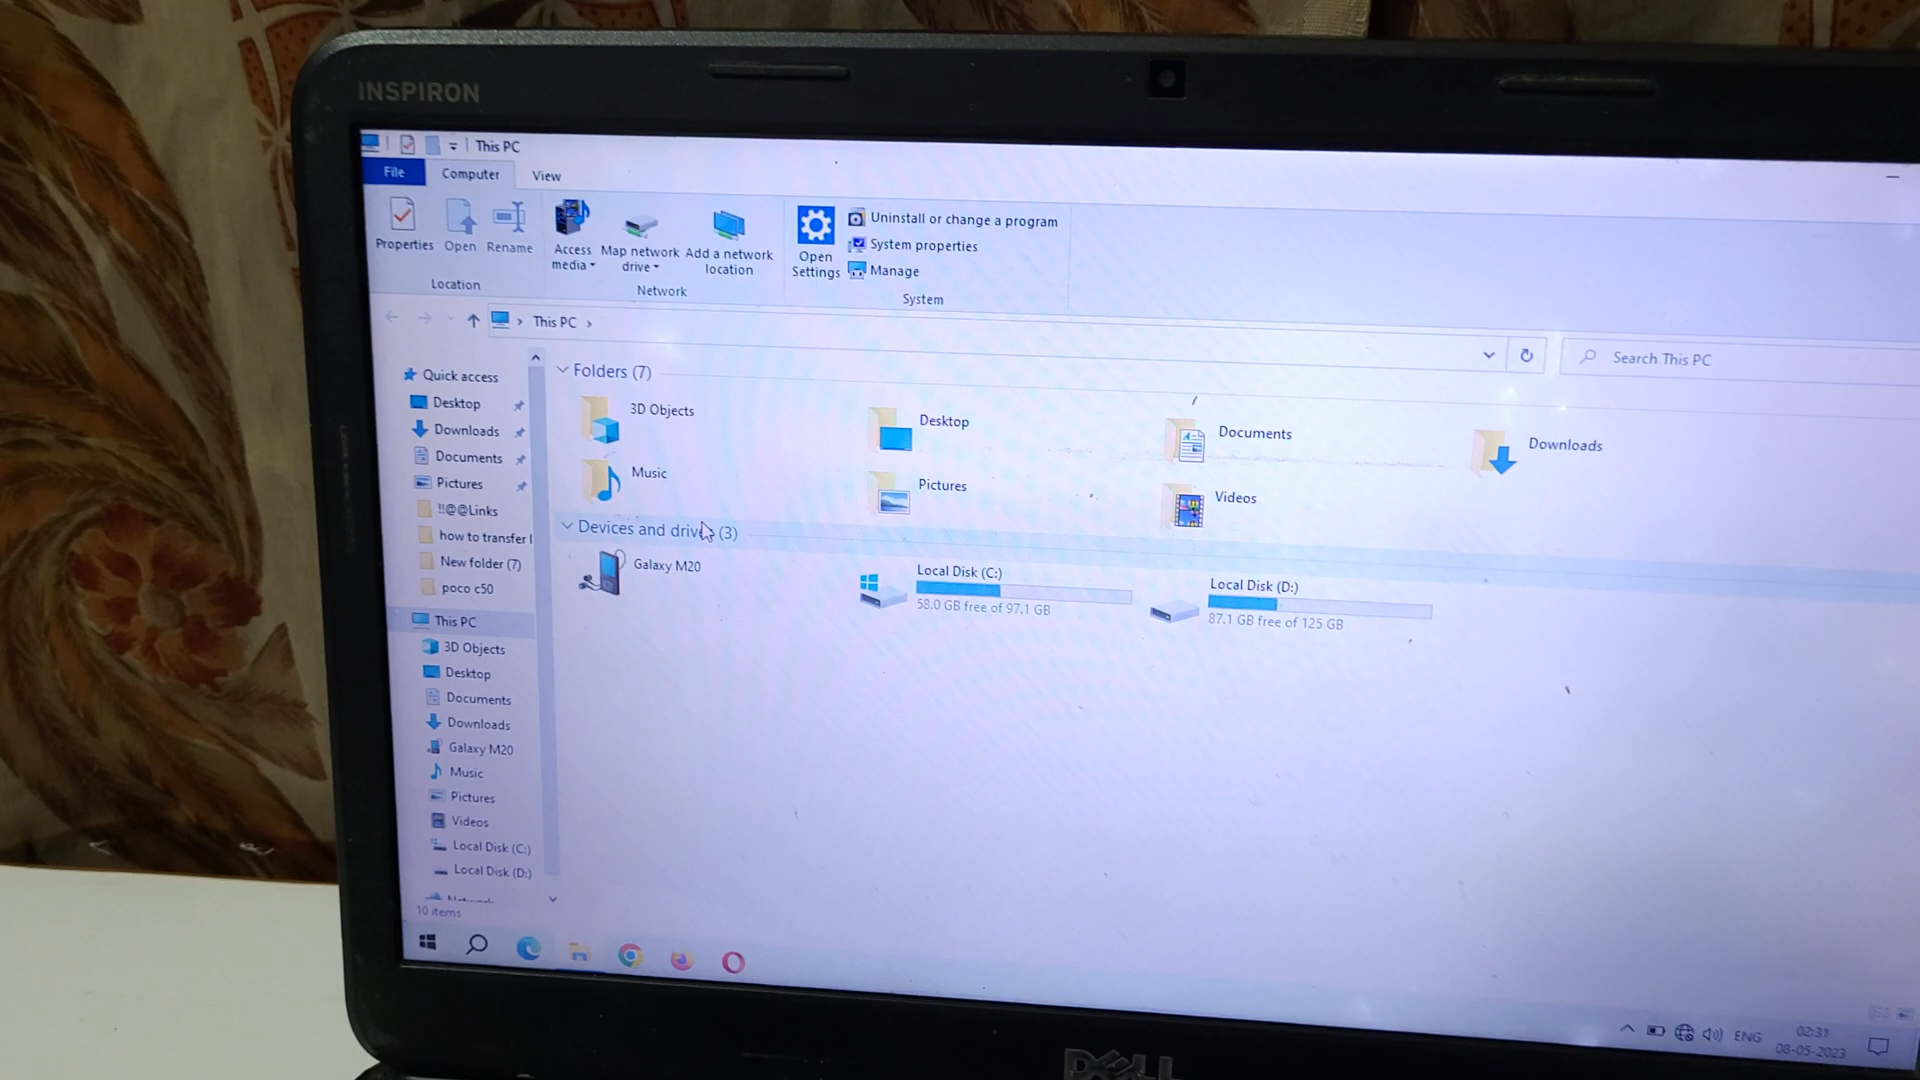 INSPIRON
This PC
File Computer View
Properties Open Rename
Access media
Map network drive
Add a network location
Open Settings
Uninstall or change a program
System properties
Manage
Location Network System
This PC
Search This PC
Quick access
Desktop
Downloads
Documents
Pictures
!!@@Links
how to transfer l
New folder (7)
poco c50
This PC
3D Objects
Desktop
Documents
Downloads
Galaxy M20
Music
Pictures
Videos
Local Disk (C:)
Local Disk (D:)
10 items
Folders (7)
3D Objects
Desktop
Documents
Downloads
Music
Pictures
Videos
Devices and driv (3)
Galaxy M20
Local Disk (C:)
58.0 GB free of 97.1 GB
Local Disk (D:)
87.1 GB free of 125 GB
ENG
02:31
08-05-2023
DELL